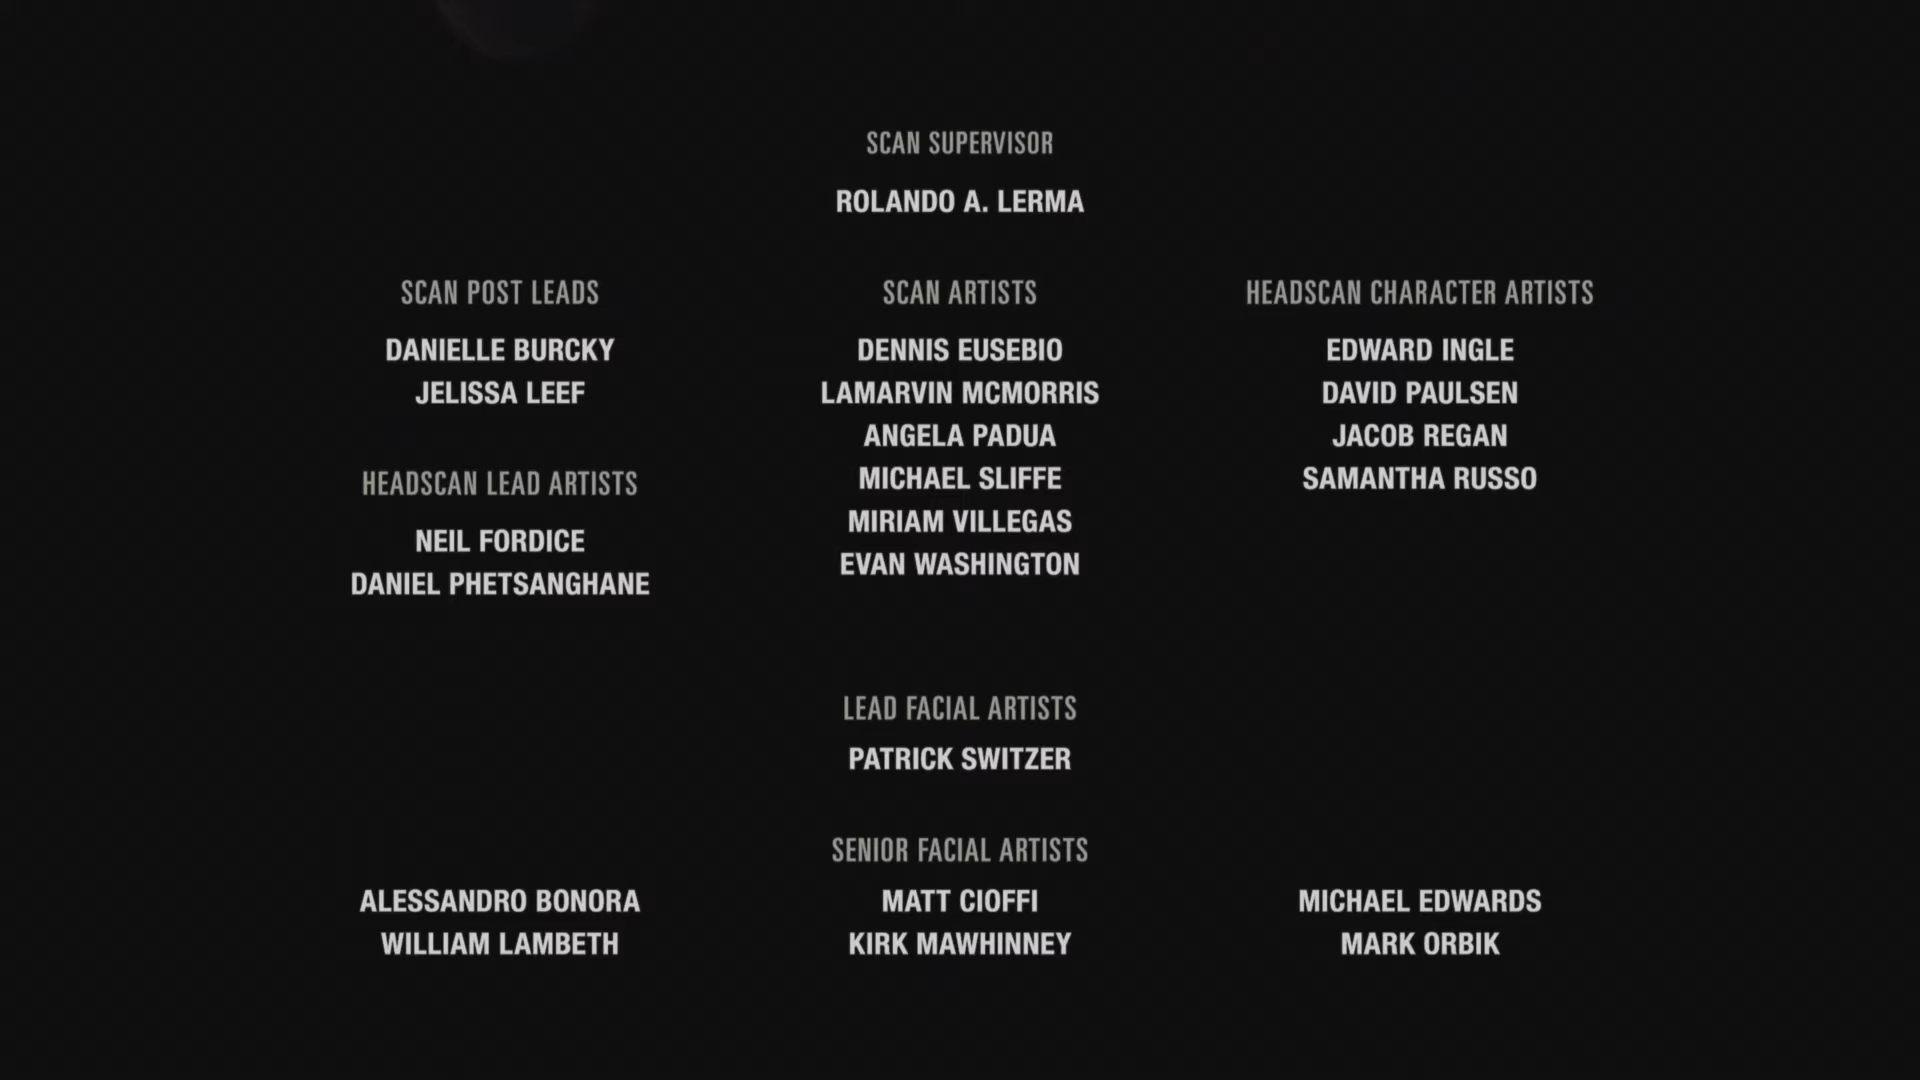 SCAN SUPERVISOR
ROLANDO A. LERMA
SCAN POST LEADS
DANIELLE BURCKY
JELISSA LEEF
HEADSCAN LEAD ARTISTS
NEIL FORDICE
DANIEL PHETSANGHANE
SCAN ARTISTS
DENNIS EUSEBIO
LAMARVIN MCMORRIS
ANGELA PADUA
MICHAEL SLIFFE
MIRIAM VILLEGAS
EVAN WASHINGTON
HEADSCAN CHARACTER ARTISTS
EDWARD INGLE
DAVID PAULSEN
JACOB REGAN
SAMANTHA RUSSO
LEAD FACIAL ARTISTS
PATRICK SWITZER
SENIOR FACIAL ARTISTS
ALESSANDRO BONORA
MATT CIOFFI
MICHAEL EDWARDS
WILLIAM LAMBETH
KIRK MAWHINNEY
MARK ORBIK